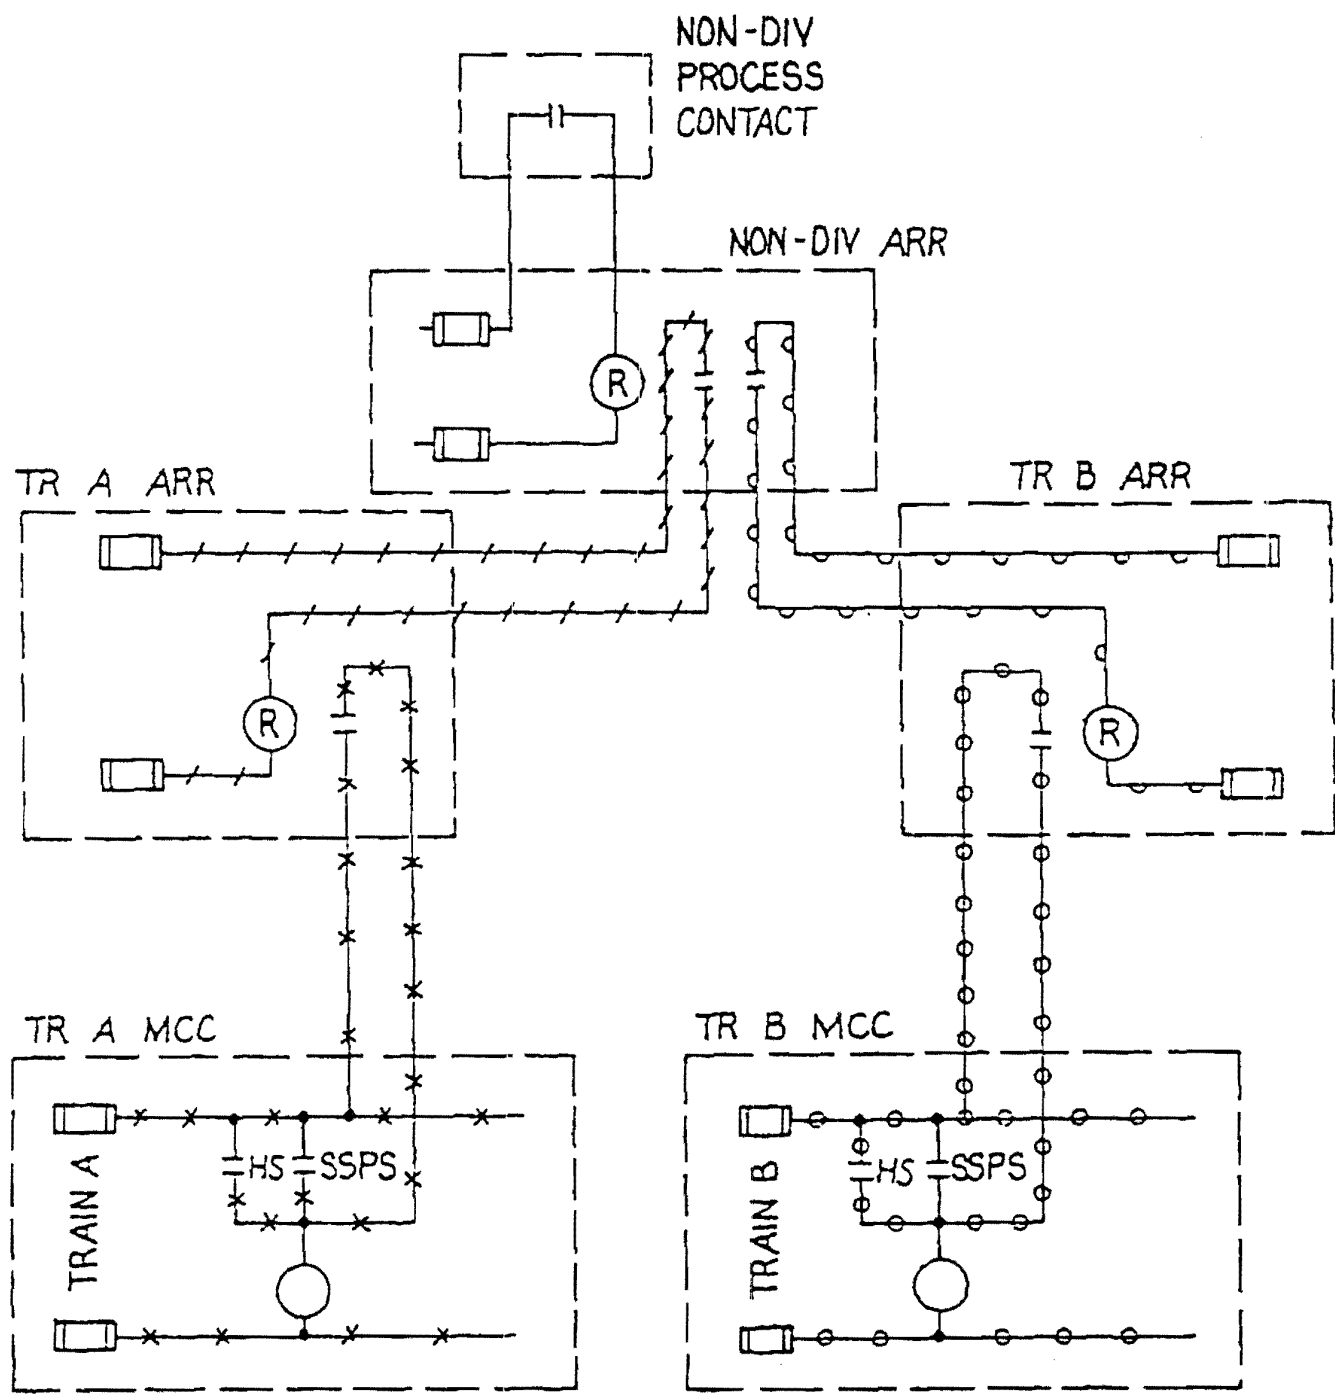 NON-DIV
PROCESS
CONTACT
NON-DIV ARR
R
TR A ARR
TR B ARR
R
R
TR A MCC
TR B MCC
HS
SSPS
HS
SSPS
TRAIN A
TRAIN B